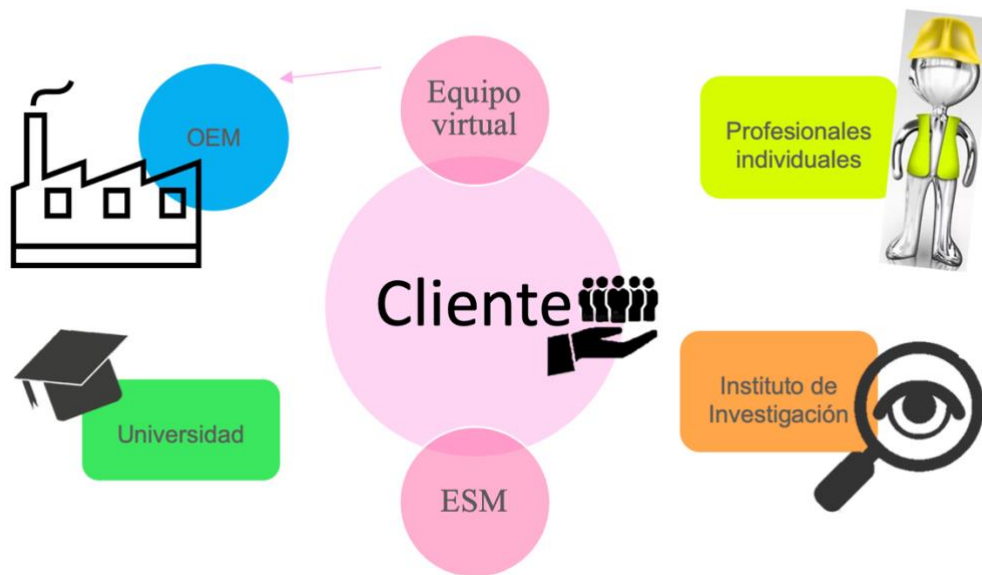 OEM
Equipo
virtual
Profesionales
individuales
Cliente
Universidad
Instituto de
Investigación
ESM